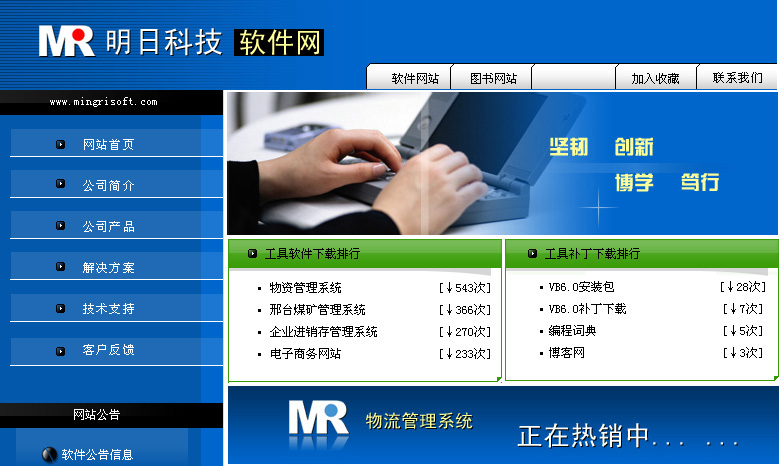 MR 明日科技 软件网
软件网站 图书网站 加入收藏 联系我们
www.mingrisoft.com
网站首页
公司简介
公司产品
解决方案
技术支持
客户反馈
网站公告
软件公告信息
坚韧 创新
博学 笃行
工具软件下载排行
物资管理系统 [↓543次]
邢台煤矿管理系统 [↓366次]
企业进销存管理系统 [↓270次]
电子商务网站 [↓233次]
工具补丁下载排行
VB6.0安装包 [↓28次]
VB6.0补丁下载 [↓7次]
编程词典 [↓5次]
博客网 [↓3次]
MR 物流管理系统
正在热销中... ...